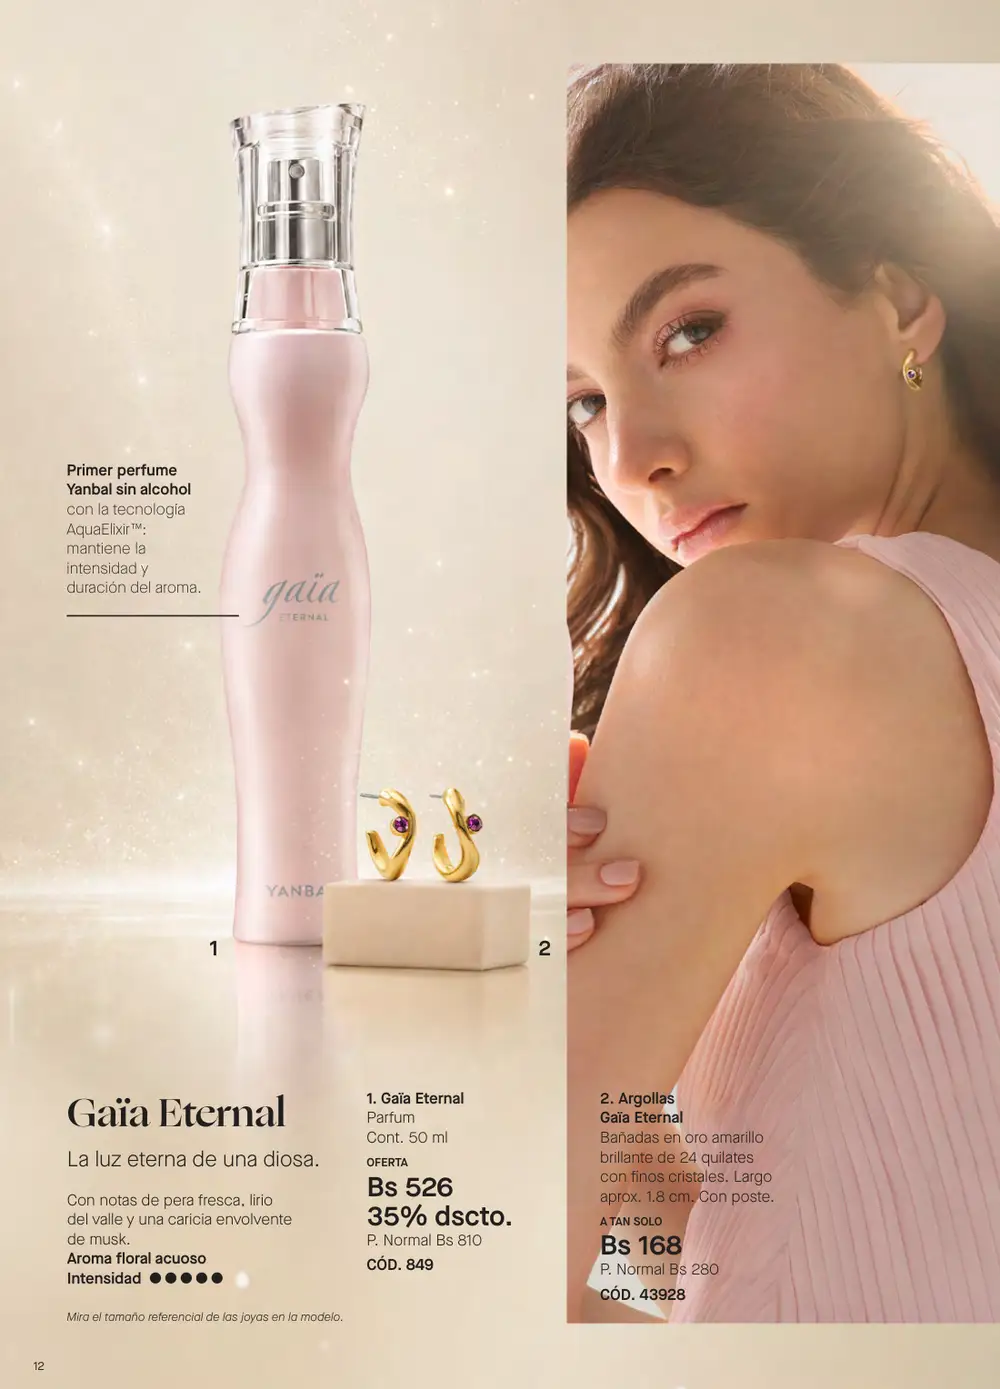 Primer perfume
Yanbal sin alcohol
con la tecnología
AquaElixir™:
mantiene la
intensidad y
duración del aroma.
gaïa
ETERNAL
YANBA
1
2
Gaïa Eternal
La luz eterna de una diosa.
Con notas de pera fresca, lirio
del valle y una caricia envolvente
de musk.
Aroma floral acuoso
Intensidad
Mira el tamaño referencial de las joyas en la modelo.
1. Gaïa Eternal
Parfum
Cont. 50 ml
OFERTA
Bs 526
35% dscto.
P. Normal Bs 810
CÓD. 849
2. Argollas
Gaïa Eternal
Bañadas en oro amarillo
brillante de 24 quilates
con finos cristales. Largo
aprox. 1.8 cm. Con poste.
A TAN SOLO
Bs 168
P. Normal Bs 280
CÓD. 43928
12